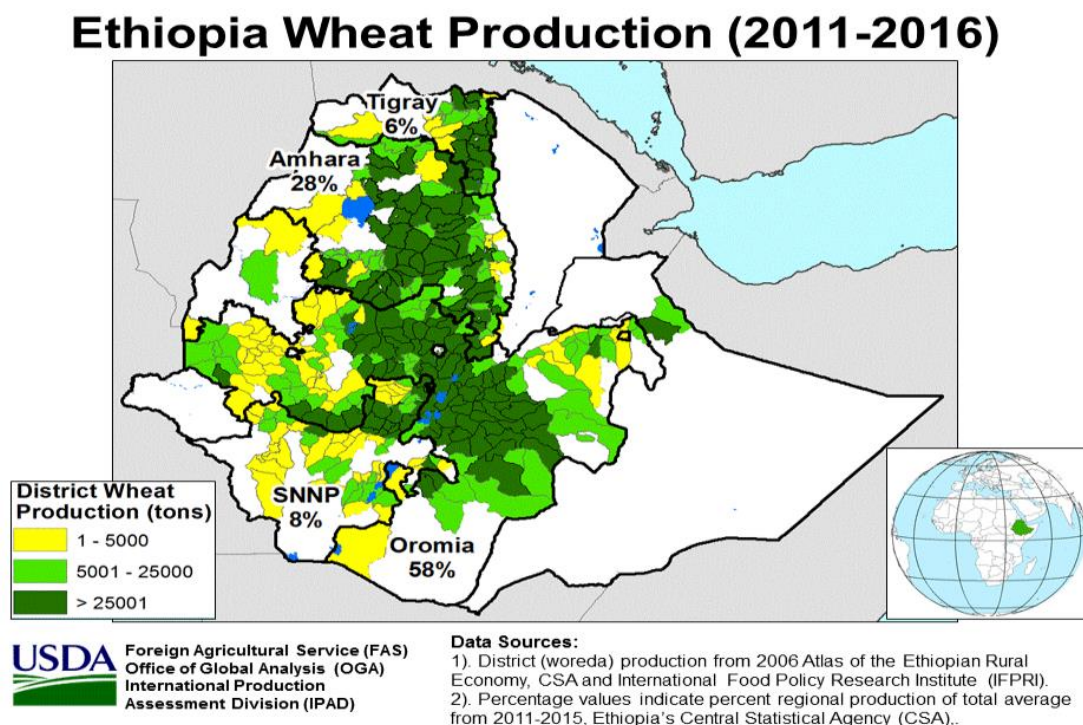 Ethiopia Wheat Production (2011-2016)
Tigray
6%
Amhara
28%
SNNP
8%
Oromia
58%
District Wheat
Production (tons)
1 - 5000
5001 - 25000
> 25001
USDA
Foreign Agricultural Service (FAS)
Office of Global Analysis (OGA)
International Production
Assessment Division (IPAD)
Data Sources:
1). District (woreda) production from 2006 Atlas of the Ethiopian Rural
Economy, CSA and International Food Policy Research Institute (IFPRI).
2). Percentage values indicate percent regional production of total average
from 2011-2015, Ethiopia's Central Statistical Agency (CSA),.